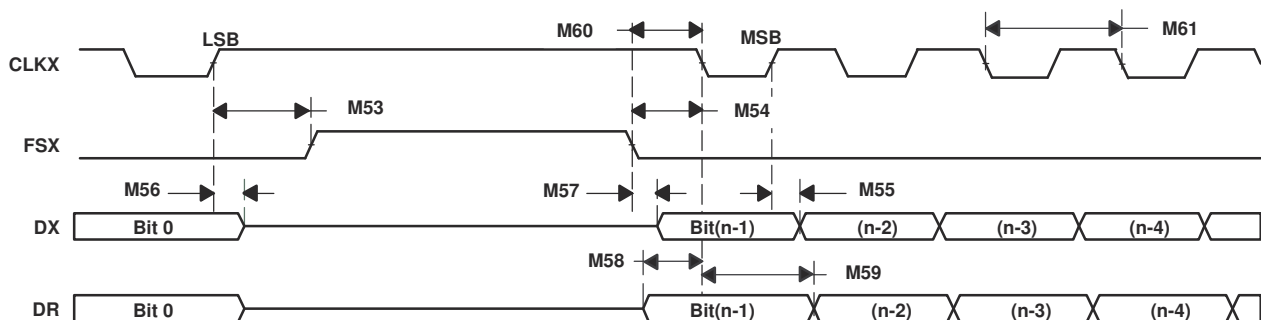 M60 M61
LSB MSB
CLKX
M53 M54
FSX
M56 M57 M55
DX Bit 0 Bit(n-1) (n-2) (n-3) (n-4)
M58 M59
DR Bit 0 Bit(n-1) (n-2) (n-3) (n-4)